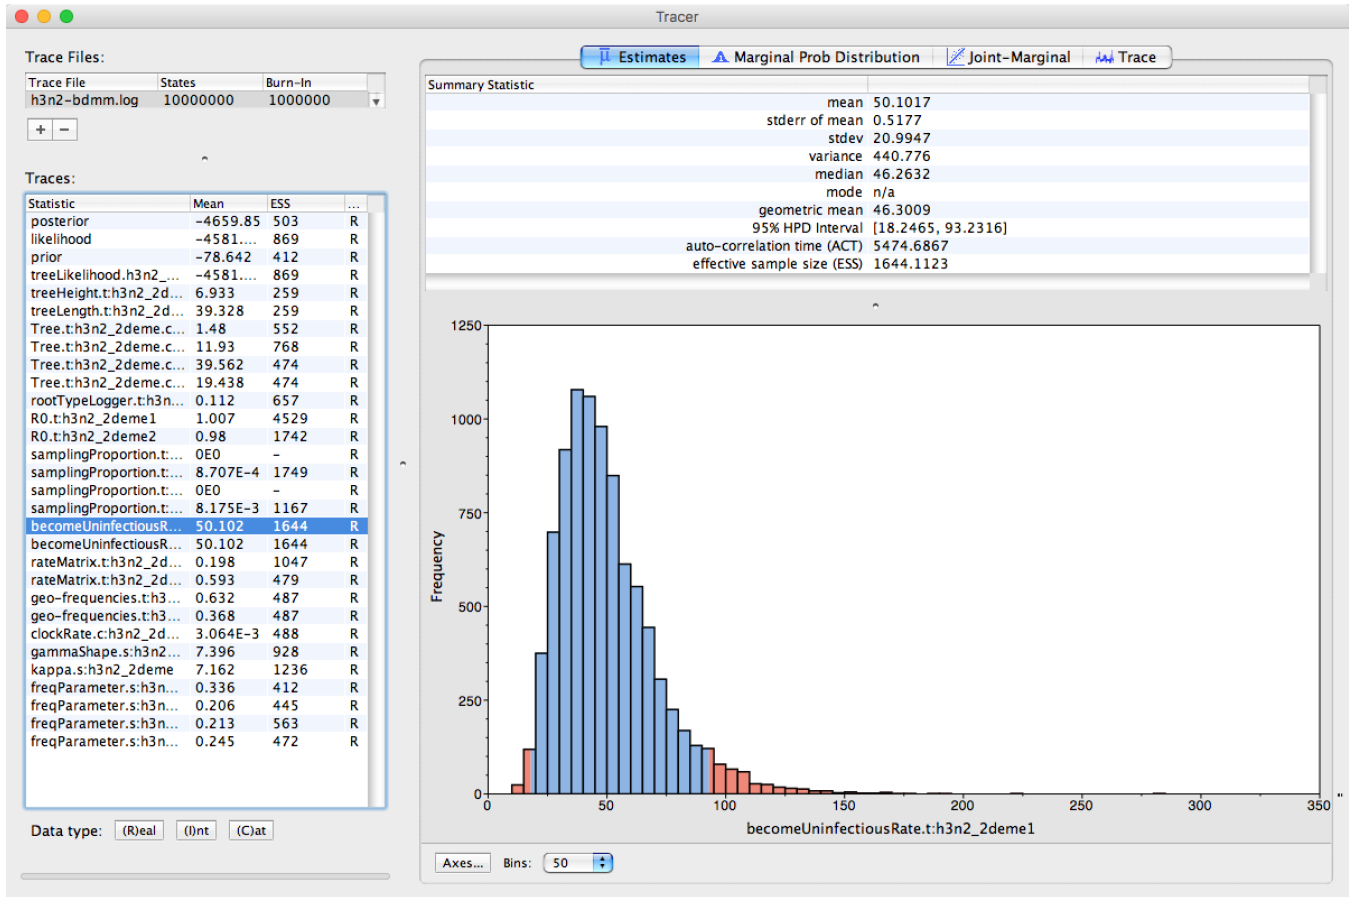 Tracer
Trace Files:
Trace File States Burn-In
h3n2-bdmm.log 10000000 1000000
+ −
Traces:
Statistic Mean ESS ...
posterior −4659.85 503 R
likelihood −4581.... 869 R
prior −78.642 412 R
treeLikelihood.h3n2_... −4581.... 869 R
treeHeight.t:h3n2_2d... 6.933 259 R
treeLength.t:h3n2_2d... 39.328 259 R
Tree.t:h3n2_2deme.c... 1.48 552 R
Tree.t:h3n2_2deme.c... 11.93 768 R
Tree.t:h3n2_2deme.c... 39.562 474 R
Tree.t:h3n2_2deme.c... 19.438 474 R
rootTypeLogger.t:h3n... 0.112 657 R
R0.t:h3n2_2deme1 1.007 4529 R
R0.t:h3n2_2deme2 0.98 1742 R
samplingProportion.t:... 0E0 - R
samplingProportion.t:... 8.707E-4 1749 R
samplingProportion.t:... 0E0 - R
samplingProportion.t:... 8.175E-3 1167 R
becomeUninfectiousR... 50.102 1644 R
becomeUninfectiousR... 50.102 1644 R
rateMatrix.t:h3n2_2d... 0.198 1047 R
rateMatrix.t:h3n2_2d... 0.593 479 R
geo-frequencies.t:h3... 0.632 487 R
geo-frequencies.t:h3... 0.368 487 R
clockRate.c:h3n2_2d... 3.064E-3 488 R
gammaShape.s:h3n2... 7.396 928 R
kappa.s:h3n2_2deme 7.162 1236 R
freqParameter.s:h3n... 0.336 412 R
freqParameter.s:h3n... 0.206 445 R
freqParameter.s:h3n... 0.213 563 R
freqParameter.s:h3n... 0.245 472 R
Data type: (R)eal (I)nt (C)at
μ Estimates Marginal Prob Distribution Joint-Marginal Trace
Summary Statistic
mean 50.1017
stderr of mean 0.5177
stdev 20.9947
variance 440.776
median 46.2632
mode n/a
geometric mean 46.3009
95% HPD Interval [18.2465, 93.2316]
auto-correlation time (ACT) 5474.6867
effective sample size (ESS) 1644.1123
1250
1000
750
500
250
0
Frequency
0 50 100 150 200 250 300 350
becomeUninfectiousRate.t:h3n2_2deme1
Axes... Bins: 50